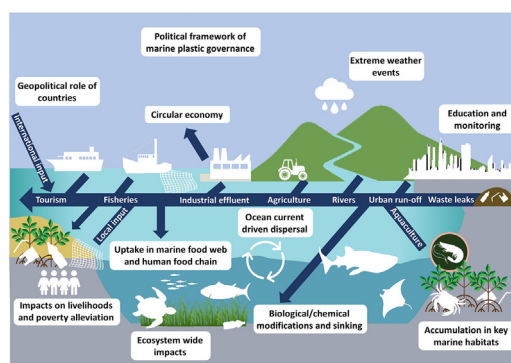 Political framework of
marine plastic governance
Extreme weather
events
Geopolitical role of
countries
Circular economy
Education and
monitoring
International input
Tourism
Fisheries
Industrial effluent
Agriculture
Rivers
Urban run-off
Waste leaks
Local input
Aquaculture
Ocean current
driven dispersal
Uptake in marine food web
and human food chain
Impacts on livelihoods
and poverty alleviation
Ecosystem wide
impacts
Biological/chemical
modifications and sinking
Accumulation in key
marine habitats